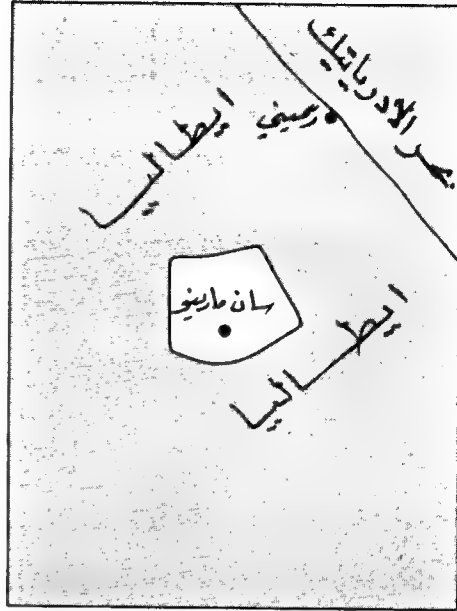 بحر الادرياتيك
ريميني
ايطاليا
سان مارينو
ايطاليا